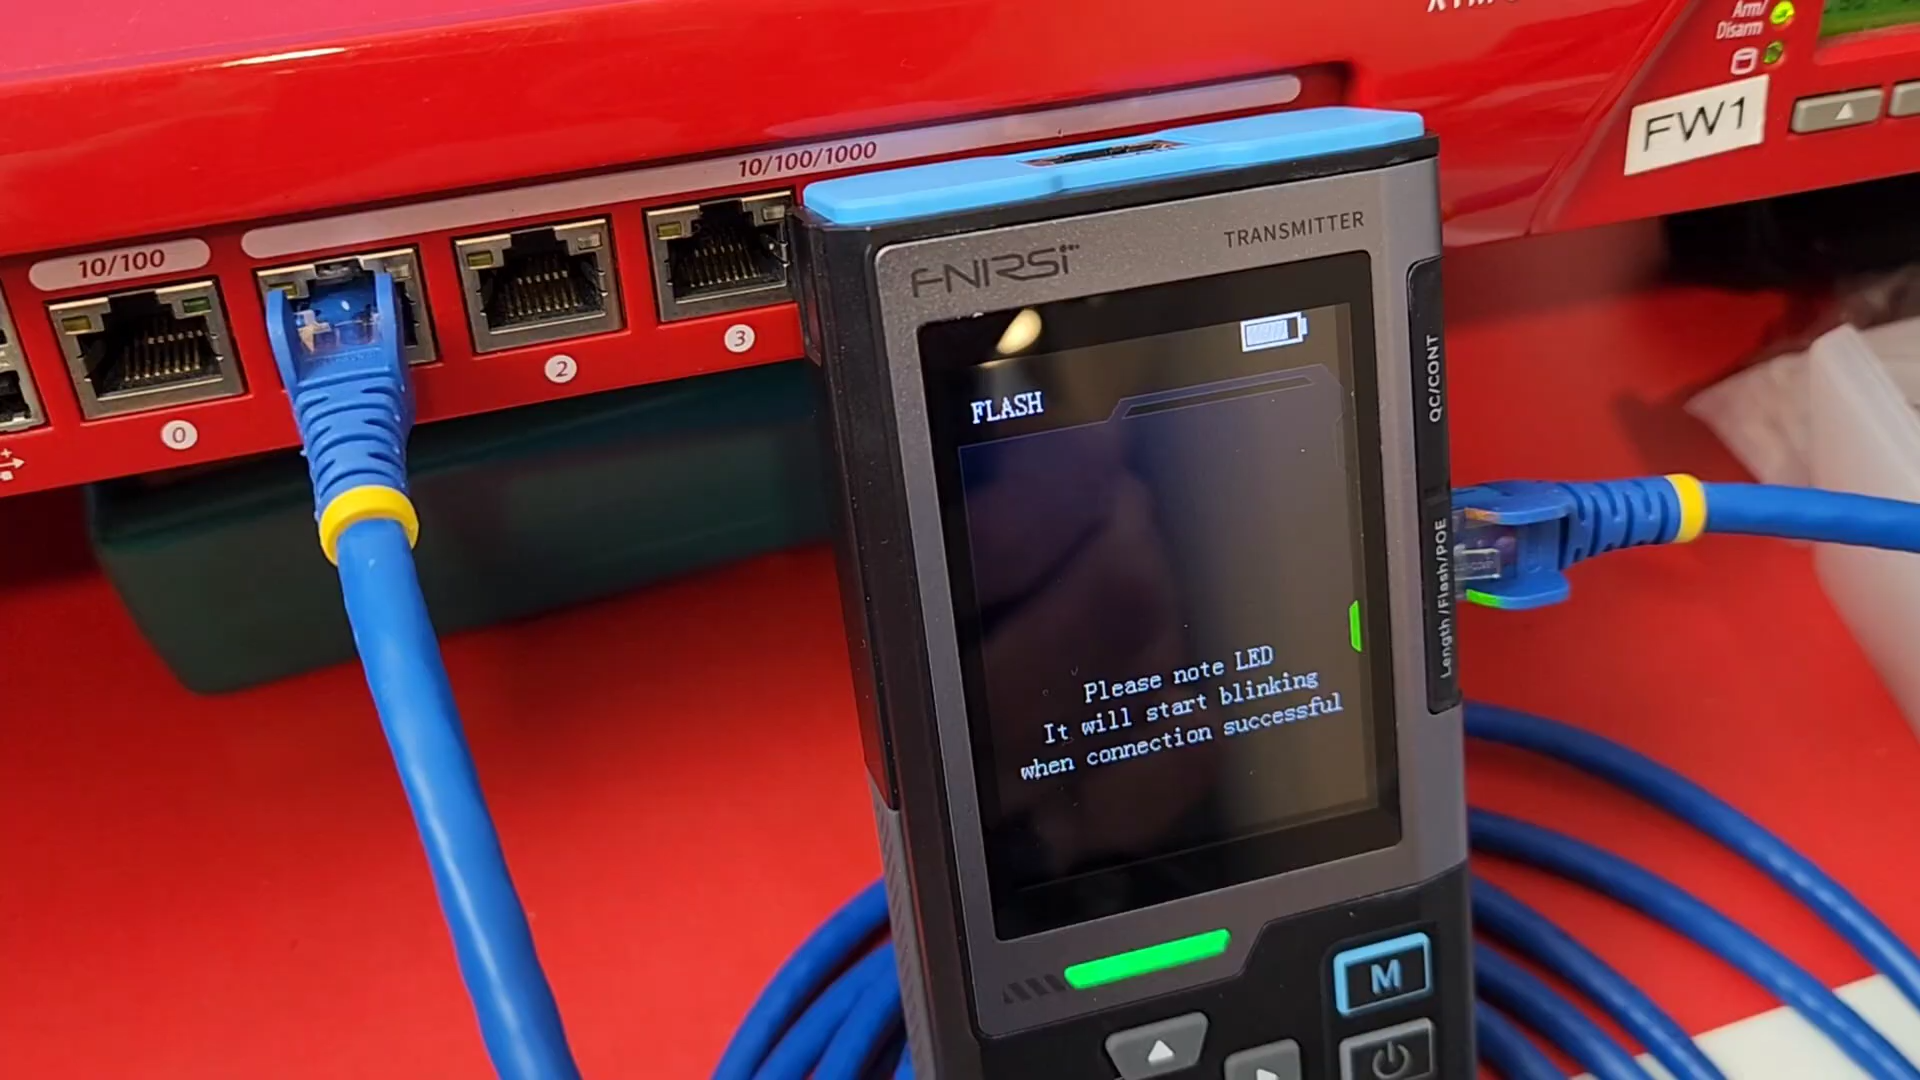 Arm/
Disarm
FW1
10/100/1000
10/100
0
2
3
FNIRSI
TRANSMITTER
QC/CONT
Length/Flash/POE
FLASH
Please note LED
It will start blinking
when connection successful
M